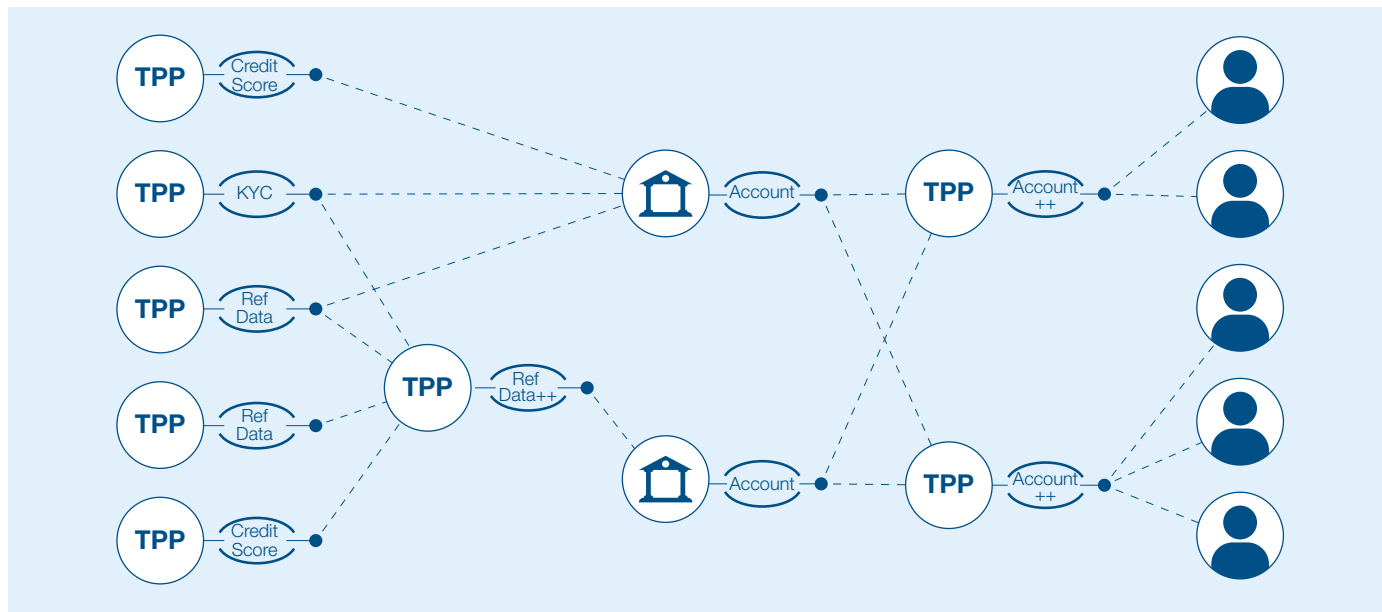 TPP
Credit
Score
TPP
KYC
Account
TPP
Account
++
TPP
Ref
Data
TPP
Ref
Data++
TPP
Ref
Data
Account
TPP
Account
++
TPP
Credit
Score